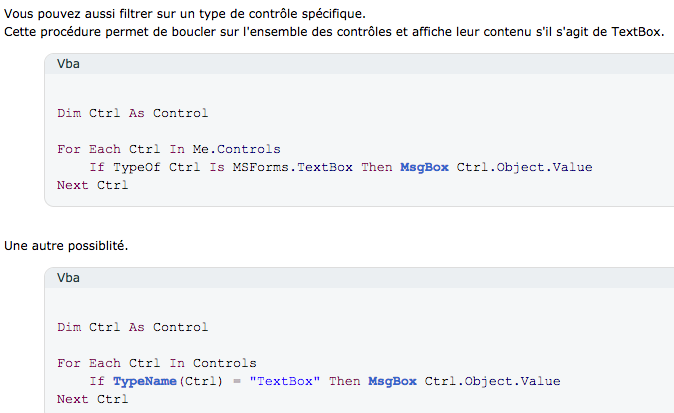 Vous pouvez aussi filtrer sur un type de contrôle spécifique.
Cette procédure permet de boucler sur l'ensemble des contrôles et affiche leur contenu s'il s'agit de TextBox.
Vba
Dim Ctrl As Control
For Each Ctrl In Me.Controls
    If TypeOf Ctrl Is MSForms.TextBox Then MsgBox Ctrl.Object.Value
Next Ctrl
Une autre possiblité.
Vba
Dim Ctrl As Control
For Each Ctrl In Controls
    If TypeName(Ctrl) = "TextBox" Then MsgBox Ctrl.Object.Value
Next Ctrl